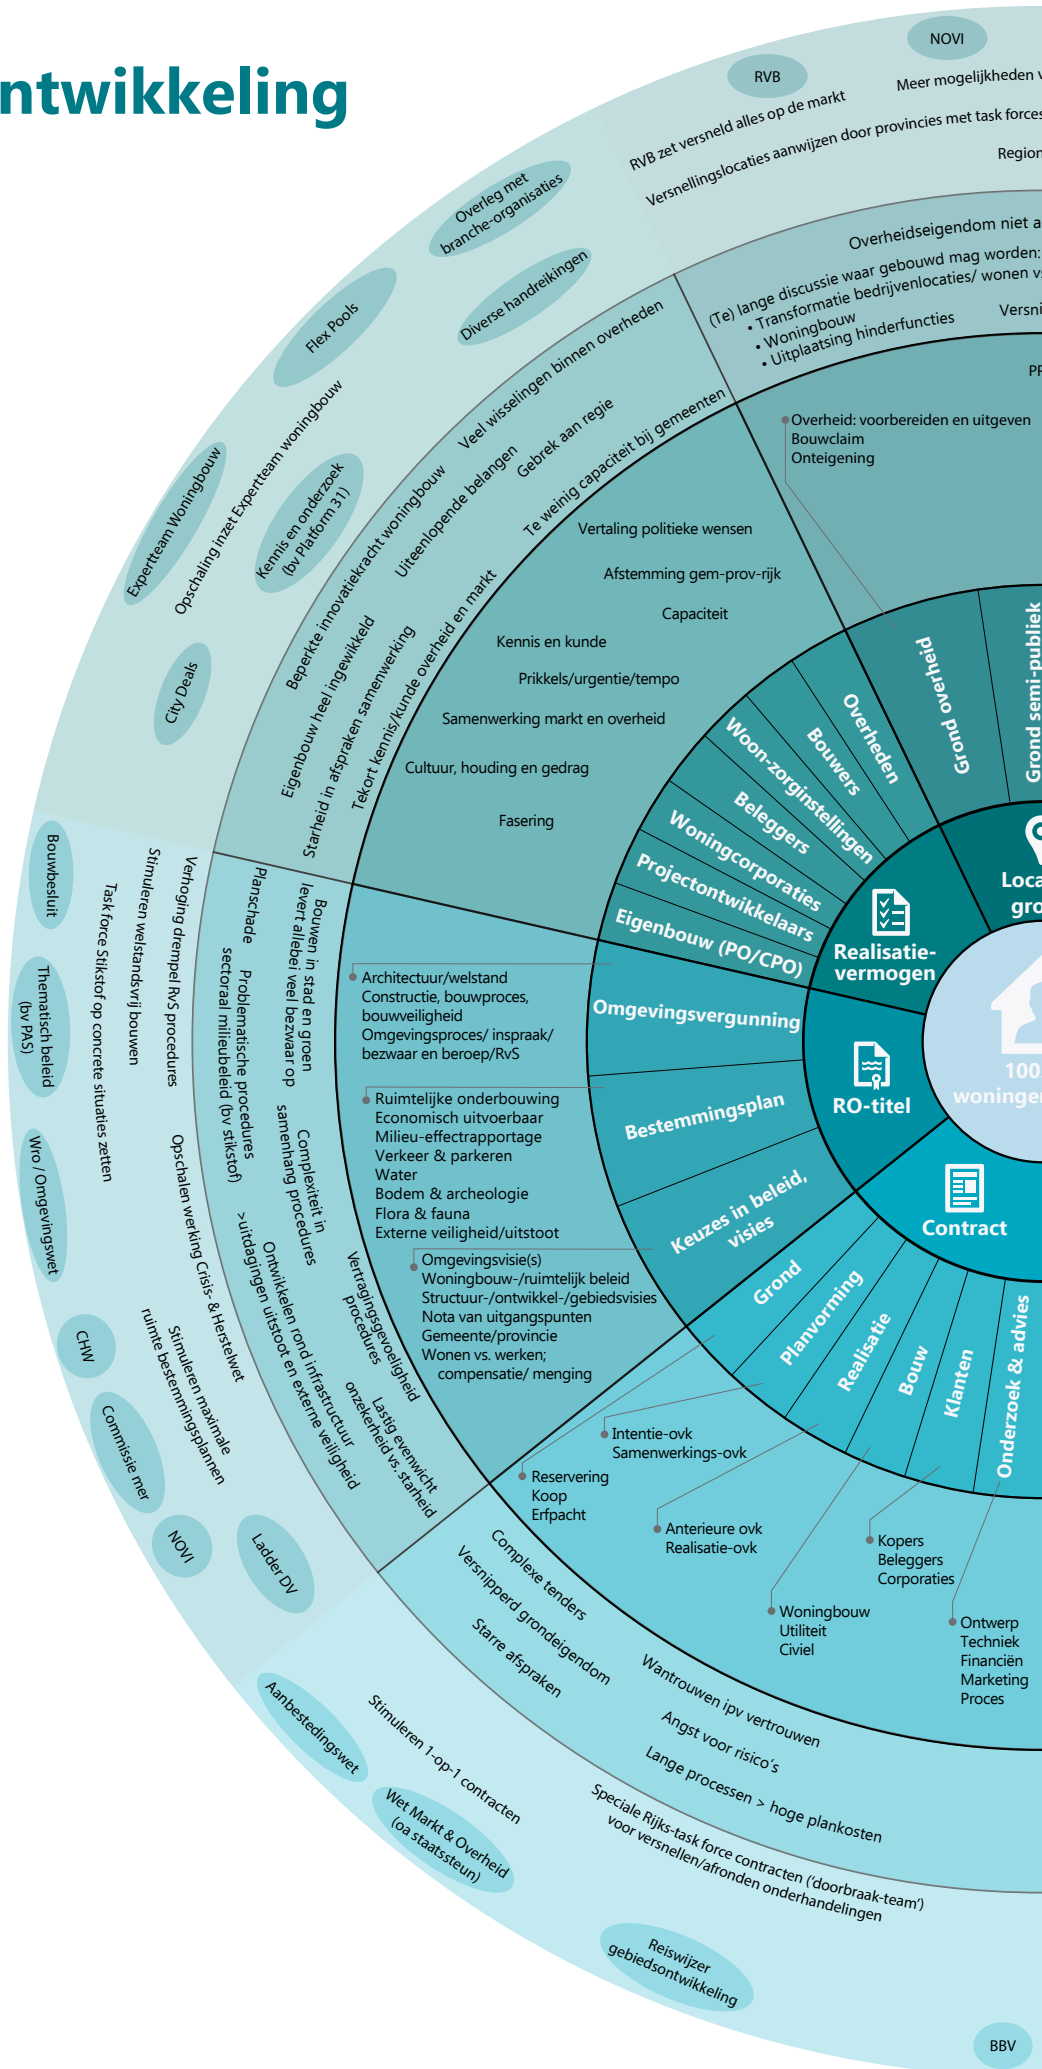 ntwikkeling
NOVI
RVB
Meer mogelijkheden v
RVB zet versneld alles op de markt
Versnellingslocaties aanwijzen door provincies met task forces
Region
Overheidseigendom niet a
(Te) lange discussie waar gebouwd mag worden:
• Transformatie bedrijvenlocaties/ wonen vs
• Woningbouw
• Uitplaatsing hinderfuncties
Versni
PR
Overheid: voorbereiden en uitgeven
Bouwclaim
Onteigening
Grond overheid
Grond semi-publiek
Loca
gro
100
woningen
Overleg met
branche-organisaties
Diverse handreikingen
Flex Pools
Opschaling inzet Expertteam woningbouw
Expertteam Woningbouw
Kennis en onderzoek
(bv Platform 31)
City Deals
Veel wisselingen binnen overheden
Gebrek aan regie
Te weinig capaciteit bij gemeenten
Uiteenlopende belangen
Beperkte innovatiekracht woningbouw
Eigenbouw heel ingewikkeld
Starheid in afspraken samenwerking
Tekort kennis/kunde overheid en markt
Vertaling politieke wensen
Afstemming gem-prov-rijk
Capaciteit
Kennis en kunde
Prikkels/urgentie/tempo
Samenwerking markt en overheid
Cultuur, houding en gedrag
Fasering
Overheden
Bouwers
Woon-zorginstellingen
Beleggers
Woningcorporaties
Projectontwikkelaars
Eigenbouw (PO/CPO)
Realisatie-
vermogen
Bouwbesluit
Thematisch beleid
(bv PAS)
Wro / Omgevingswet
CHW
Commissie mer
NOVI
Ladder DV
Verhoging drempel RvS procedures
Stimuleren welstandsvrij bouwen
Task force Stikstof op concrete situaties zetten
Opschalen werking Crisis- & Herstelwet
Stimuleren maximale
ruimte bestemmingsplannen
Planschade
Bouwen in stad en groen
levert allebei veel bezwaar op
Problematische procedures
sectoraal milieubeleid (bv stikstof)
Complexiteit in
samenhang procedures
Ontwikkelen rond infrastructuur
>uitdagingen uitstoot en externe veiligheid
Vertragingsgevoeligheid
procedures
Lastig evenwicht
onzekerheid vs. starheid
Architectuur/welstand
Constructie, bouwproces,
bouwveiligheid
Omgevingsproces/ inspraak/
bezwaar en beroep/RvS
Ruimtelijke onderbouwing
Economisch uitvoerbaar
Milieu-effectrapportage
Verkeer & parkeren
Water
Bodem & archeologie
Flora & fauna
Externe veiligheid/uitstoot
Omgevingsvisie(s)
Woningbouw-/ruimtelijk beleid
Structuur-/ontwikkel-/gebiedsvisies
Nota van uitgangspunten
Gemeente/provincie
Wonen vs. werken;
compensatie/ menging
Omgevingsvergunning
Bestemmingsplan
Keuzes in beleid,
visies
RO-titel
Contract
Grond
Planvorming
Realisatie
Bouw
Klanten
Onderzoek & advies
Intentie-ovk
Samenwerkings-ovk
Reservering
Koop
Erfpacht
Anterieure ovk
Realisatie-ovk
Kopers
Beleggers
Corporaties
Woningbouw
Utiliteit
Civiel
Ontwerp
Techniek
Financiën
Marketing
Proces
Complexe tenders
Versnipperd grondeigendom
Starre afspraken
Wantrouwen ipv vertrouwen
Angst voor risico's
Lange processen > hoge plankosten
Aanbestedingswet
Stimuleren 1-op-1 contracten
Wet Markt & Overheid
(oa staatssteun)
Speciale Rijks-task force contracten ('doorbraak-team')
voor versnellen/afronden onderhandelingen
Reiswijzer
gebiedsontwikkeling
BBV